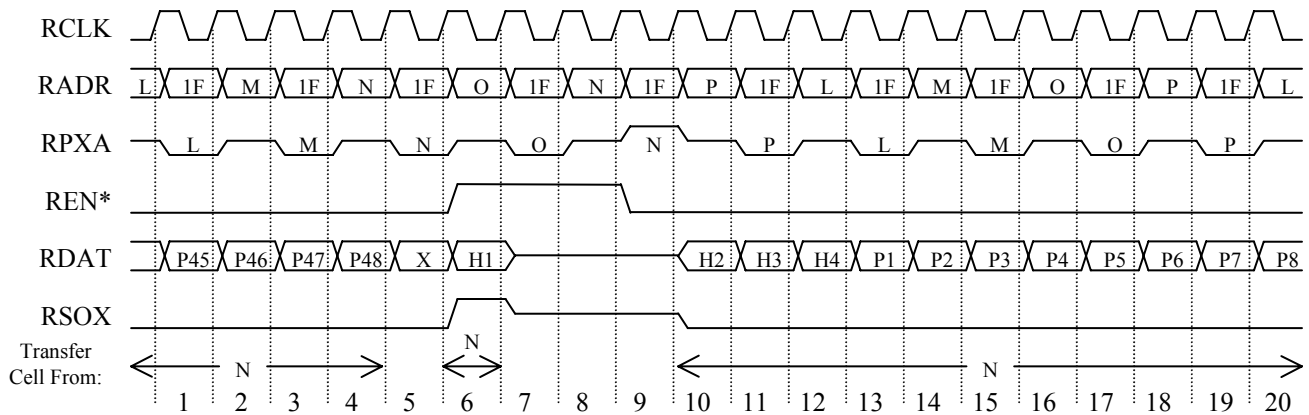 RCLK
RADR L 1F M 1F N 1F O 1F N 1F P 1F L 1F M 1F O 1F P 1F L
RPXA L M N O N P L M O P
REN*
RDAT P45 P46 P47 P48 X H1 H2 H3 H4 P1 P2 P3 P4 P5 P6 P7 P8
RSOX
Transfer
Cell From: N N N
1 2 3 4 5 6 7 8 9 10 11 12 13 14 15 16 17 18 19 20